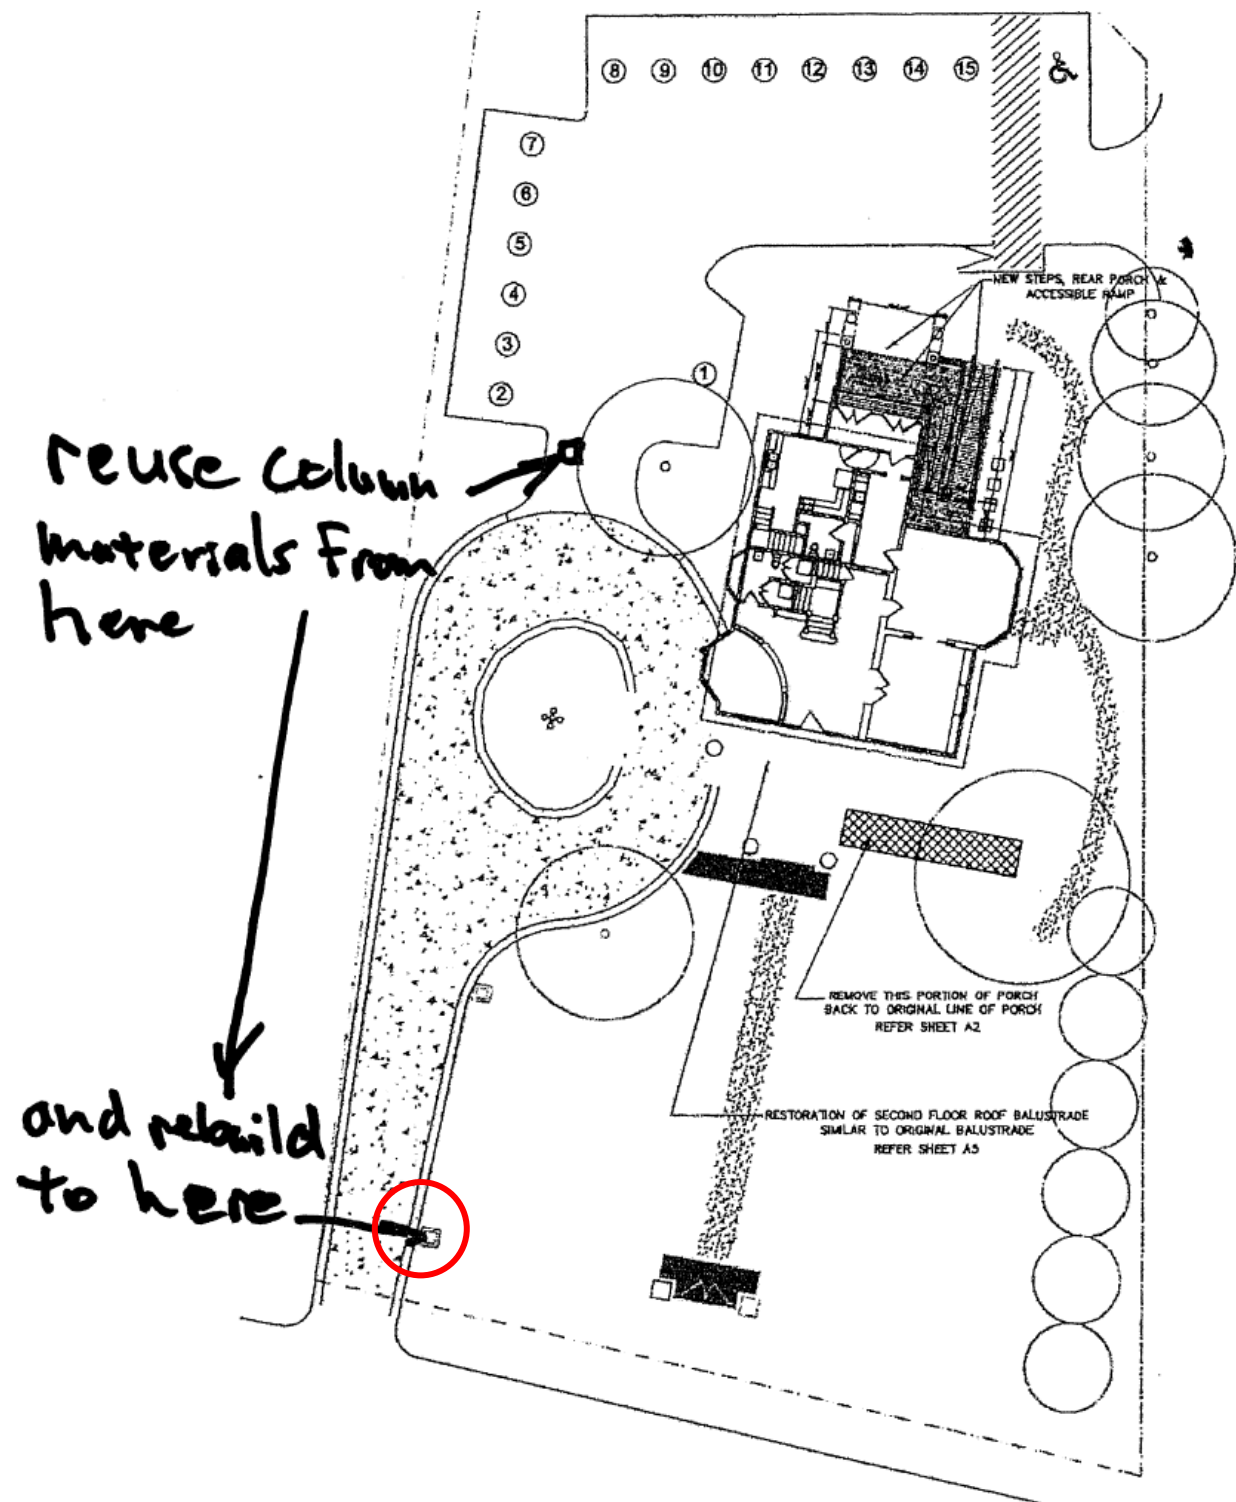 8 9 10 11 12 13 14 15
7
6
5
4
3
2
1
NEW STEPS, REAR PORCH &
ACCESSIBLE RAMP
reuse column
materials from
here
REMOVE THIS PORTION OF PORCH
BACK TO ORIGINAL LINE OF PORCH
REFER SHEET A2
RESTORATION OF SECOND FLOOR ROOF BALUSTRADE
SIMILAR TO ORIGINAL BALUSTRADE
REFER SHEET A5
and rebuild
to here